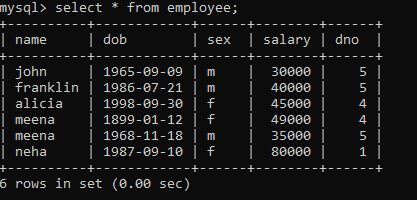 mysql> select * from employee;
+----------+------------+------+--------+------+
| name     | dob        | sex  | salary | dno  |
+----------+------------+------+--------+------+
| john     | 1965-09-09 | m    |  30000 |    5 |
| franklin | 1986-07-21 | m    |  40000 |    5 |
| alicia   | 1998-09-30 | f    |  45000 |    4 |
| meena    | 1899-01-12 | f    |  49000 |    4 |
| meena    | 1968-11-18 | m    |  35000 |    5 |
| neha     | 1987-09-10 | f    |  80000 |    1 |
+----------+------------+------+--------+------+
6 rows in set (0.00 sec)